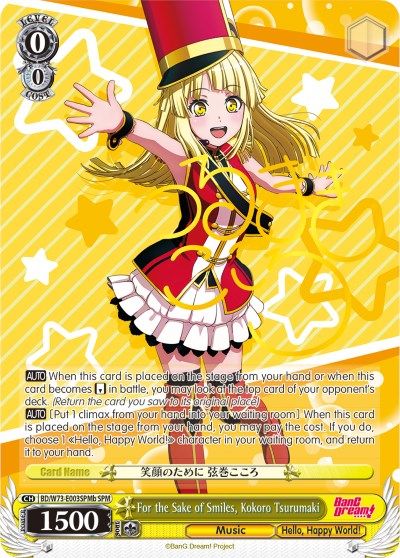 LEVEL
0
0
COST
AUTO When this card is placed on the stage from your hand or when this
card becomes in battle, you may look at the top card of your opponent's
deck. (Return the card you saw to its original place)
AUTO [Put 1 climax from your hand into your waiting room] When this card
is placed on the stage from your hand, you may pay the cost. If you do,
choose 1 «Hello, Happy World!» character in your waiting room, and return
it to your hand.
Card Name
笑顔のために 弦巻こころ
CH BD/W73-E003SPMb SPM
For the Sake of Smiles, Kokoro Tsurumaki
BanG Dream!
POWER
1500
SOUL
Music
Hello, Happy World!
©BanG Dream! Project